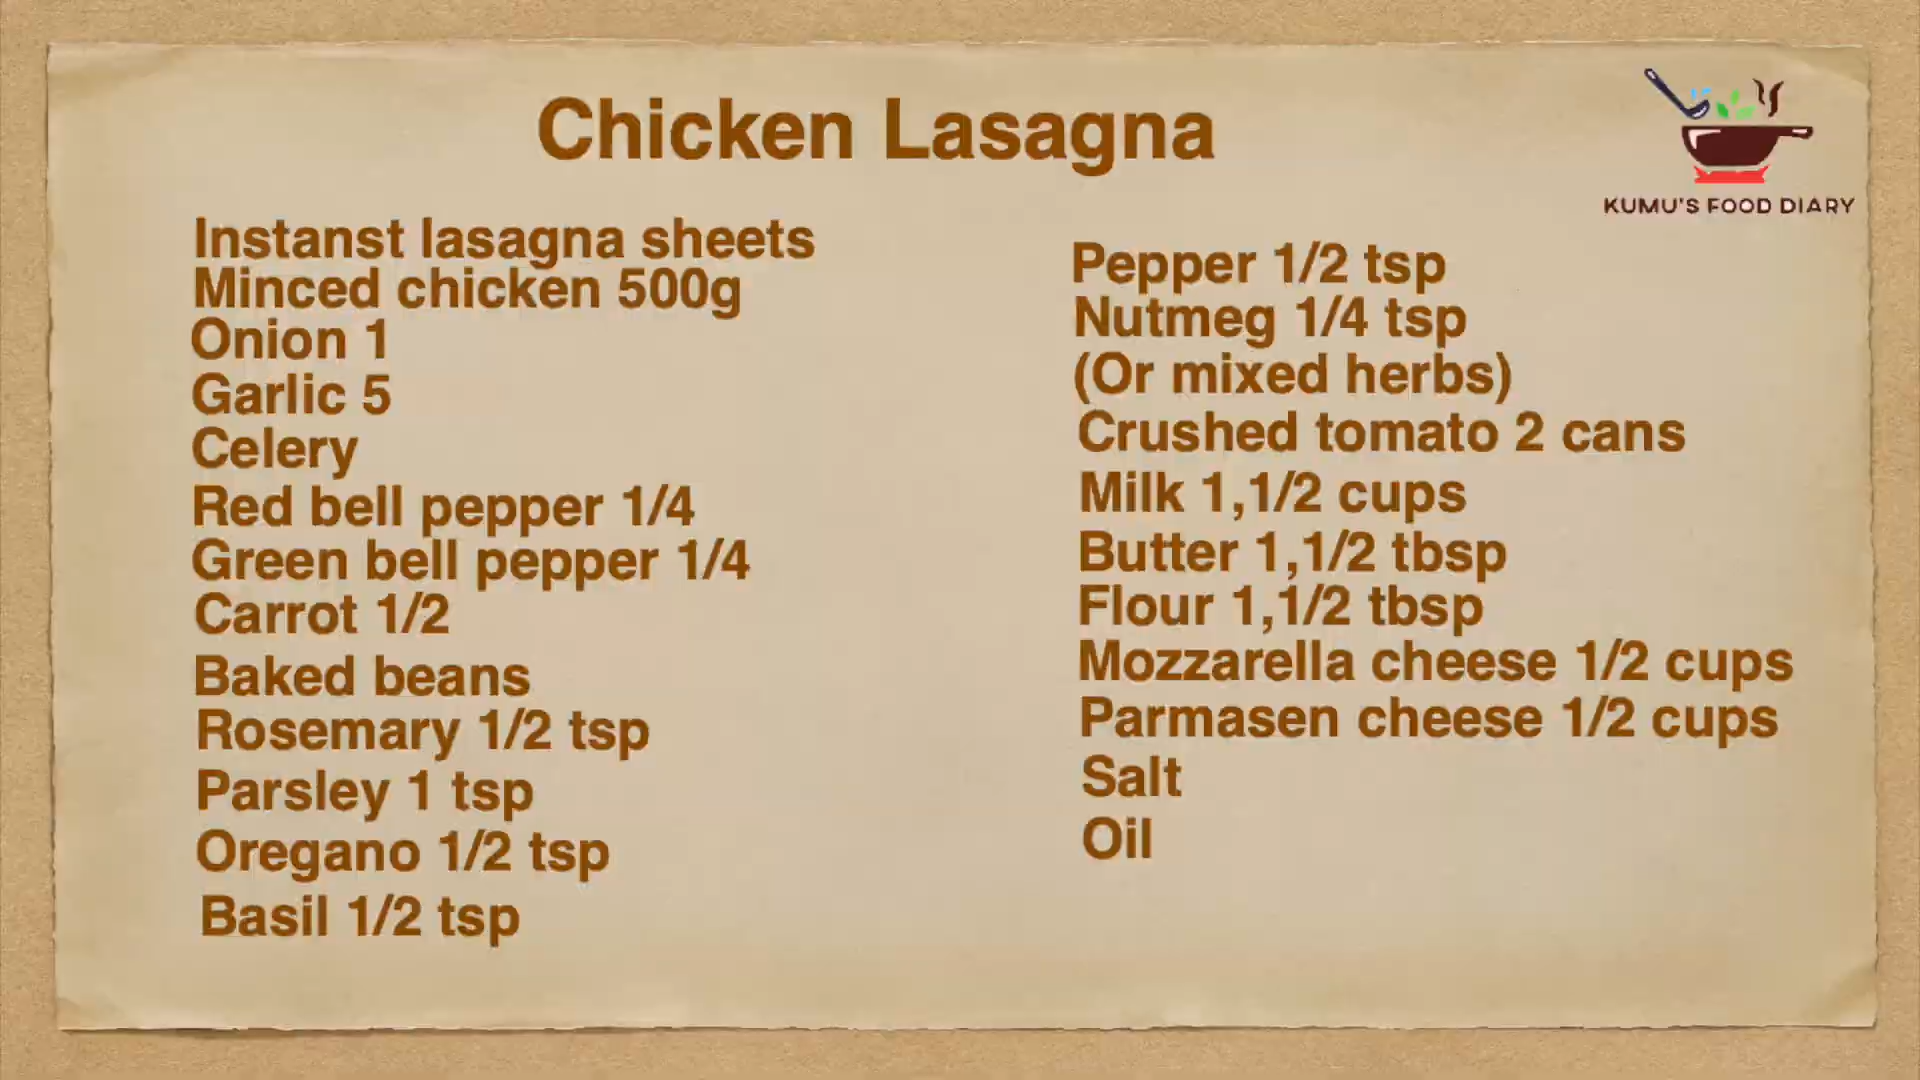 Chicken Lasagna
KUMU'S FOOD DIARY
Instanst lasagna sheets
Minced chicken 500g
Onion 1
Garlic 5
Celery
Red bell pepper 1/4
Green bell pepper 1/4
Carrot 1/2
Baked beans
Rosemary 1/2 tsp
Parsley 1 tsp
Oregano 1/2 tsp
Basil 1/2 tsp
Pepper 1/2 tsp
Nutmeg 1/4 tsp
(Or mixed herbs)
Crushed tomato 2 cans
Milk 1,1/2 cups
Butter 1,1/2 tbsp
Flour 1,1/2 tbsp
Mozzarella cheese 1/2 cups
Parmasen cheese 1/2 cups
Salt
Oil